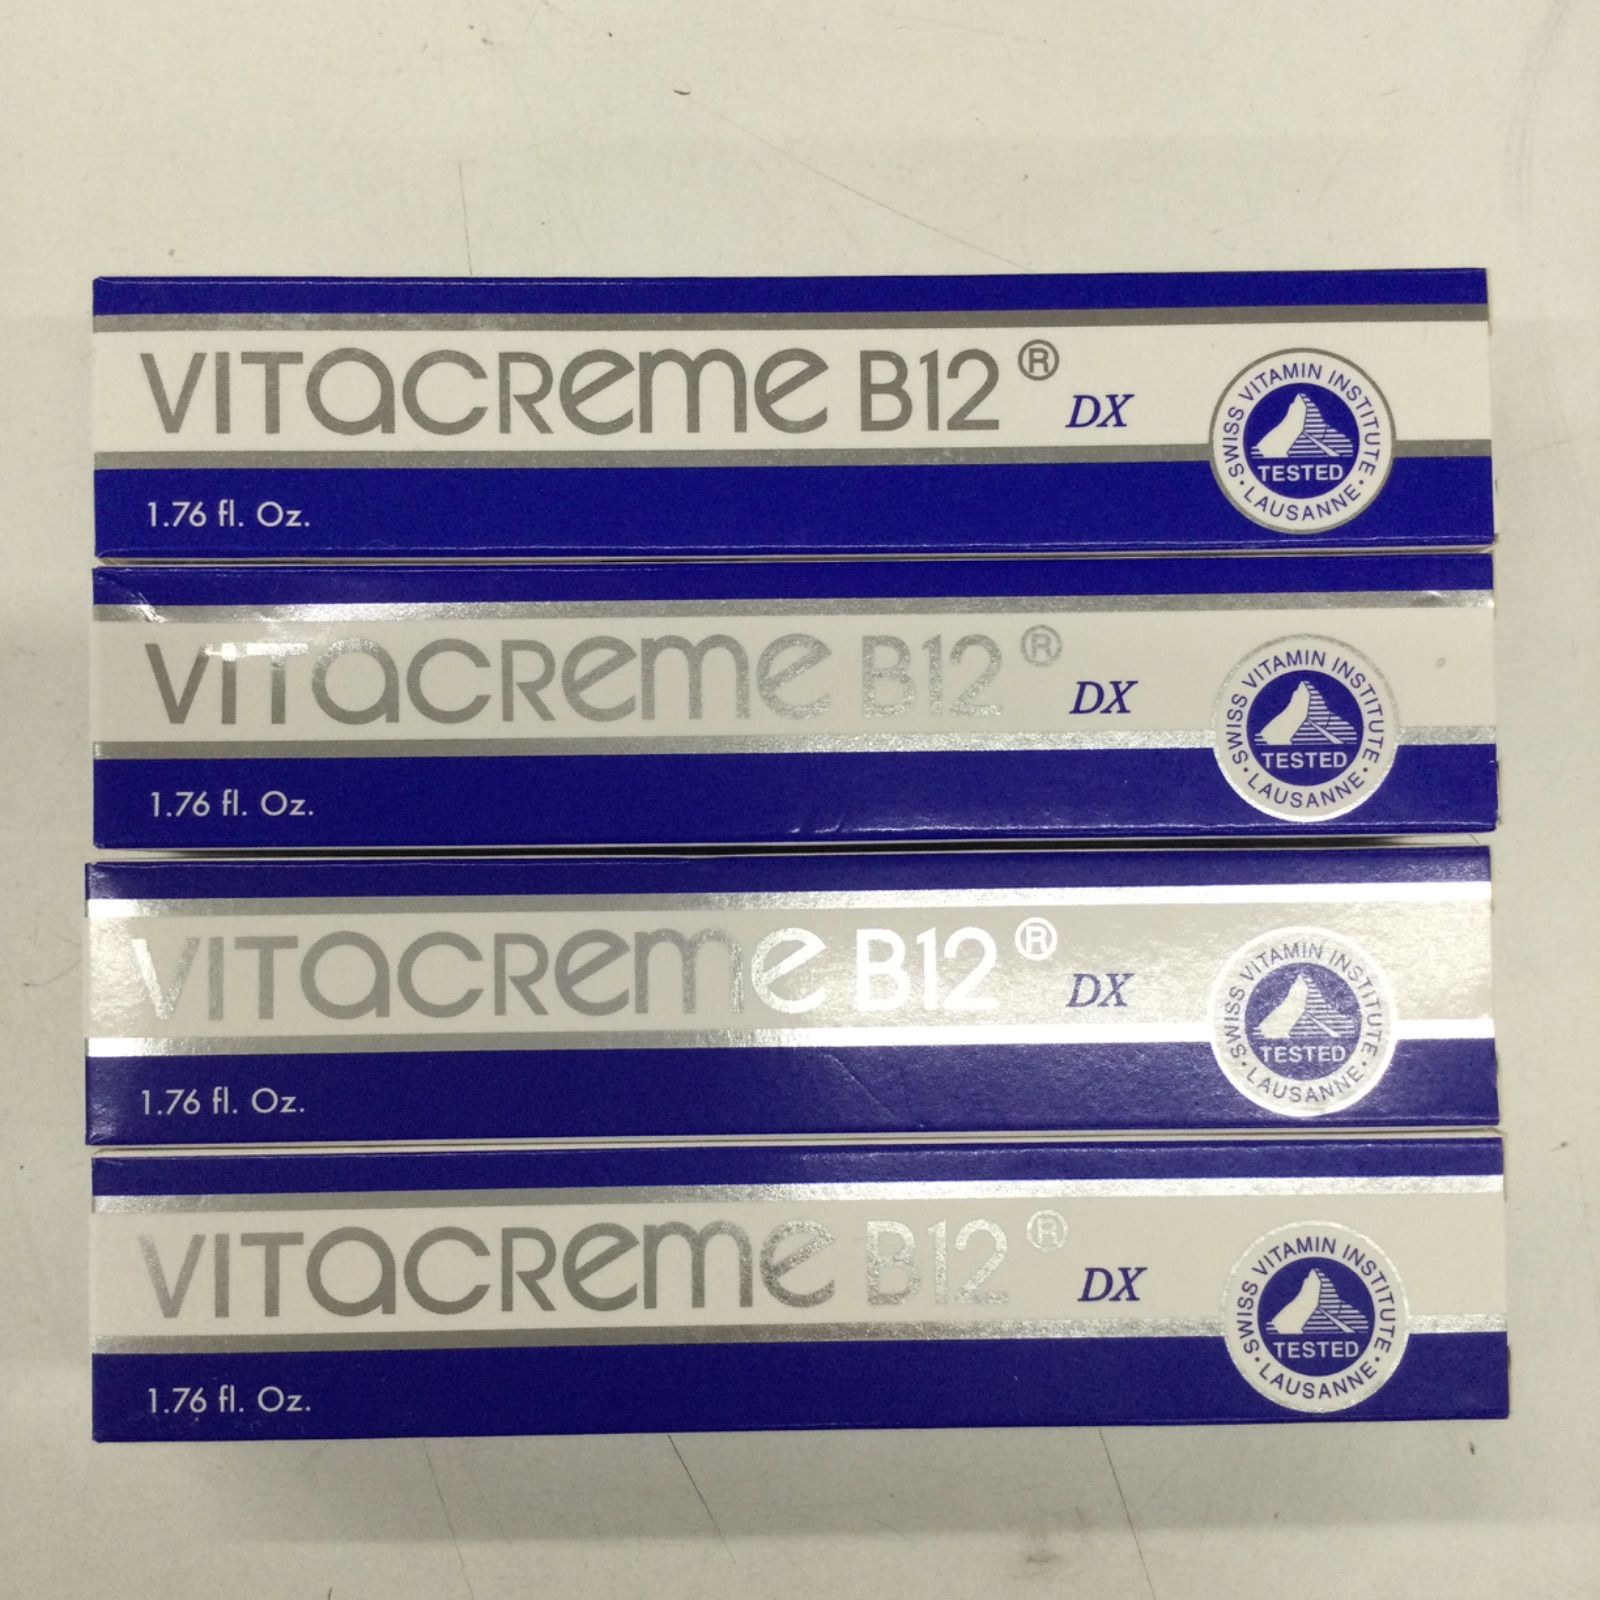 VITACREME B12® DX
SWISS VITAMIN INSTITUTE · LAUSANNE ·
TESTED
1.76 fl. Oz.
VITACREME B12® DX
SWISS VITAMIN INSTITUTE · LAUSANNE ·
TESTED
1.76 fl. Oz.
VITACREME B12® DX
SWISS VITAMIN INSTITUTE · LAUSANNE ·
TESTED
1.76 fl. Oz.
VITACREME B12® DX
SWISS VITAMIN INSTITUTE · LAUSANNE ·
TESTED
1.76 fl. Oz.